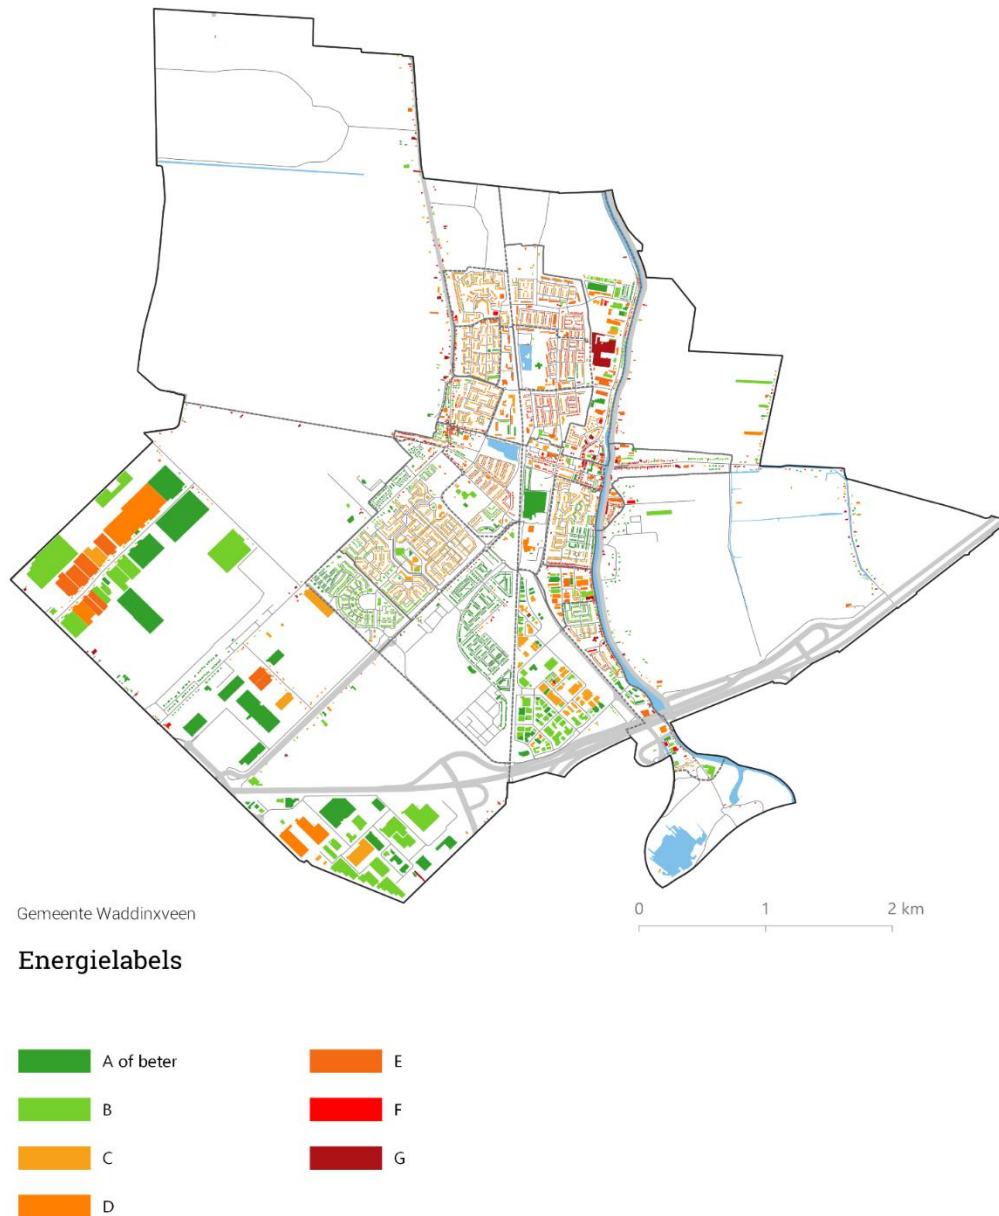 Gemeente Waddinxveen
0 1 2 km
Energielabels
A of beter
B
C
D
E
F
G